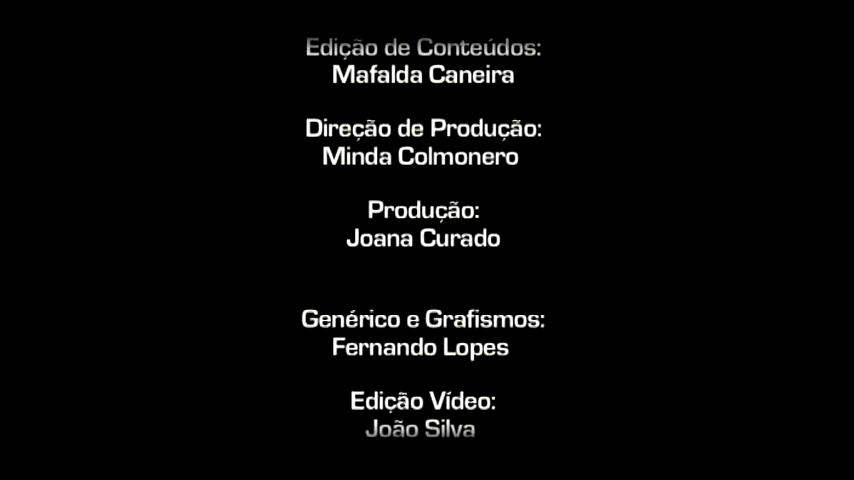 Edição de Conteúdos:
Mafalda Caneira
Direção de Produção:
Minda Colmonero
Produção:
Joana Curado
Genérico e Grafismos:
Fernando Lopes
Edição Vídeo:
João Silva